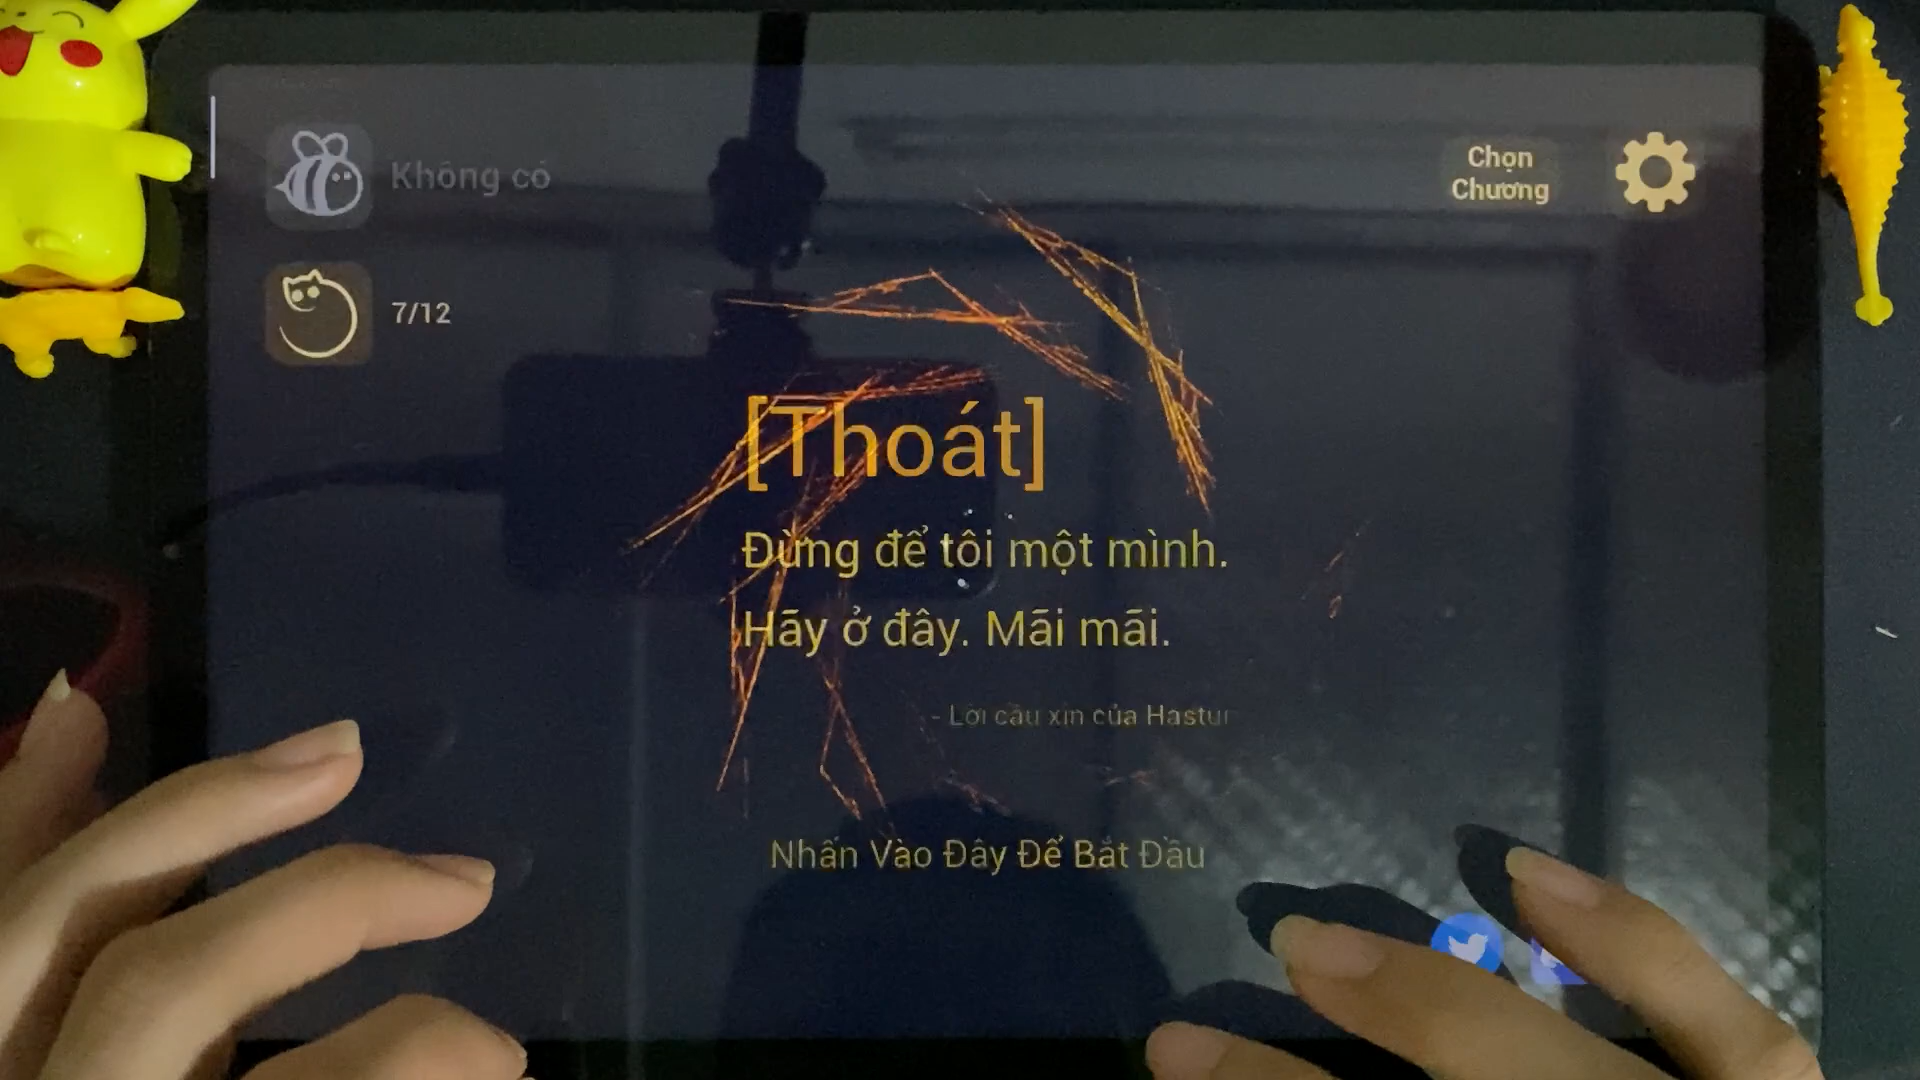 Không có
7/12
Chọn
Chương
[Thoát]
Đừng để tôi một mình.
Hãy ở đây. Mãi mãi.
- Lời cầu xin của Hastur
Nhấn Vào Đây Để Bắt Đầu